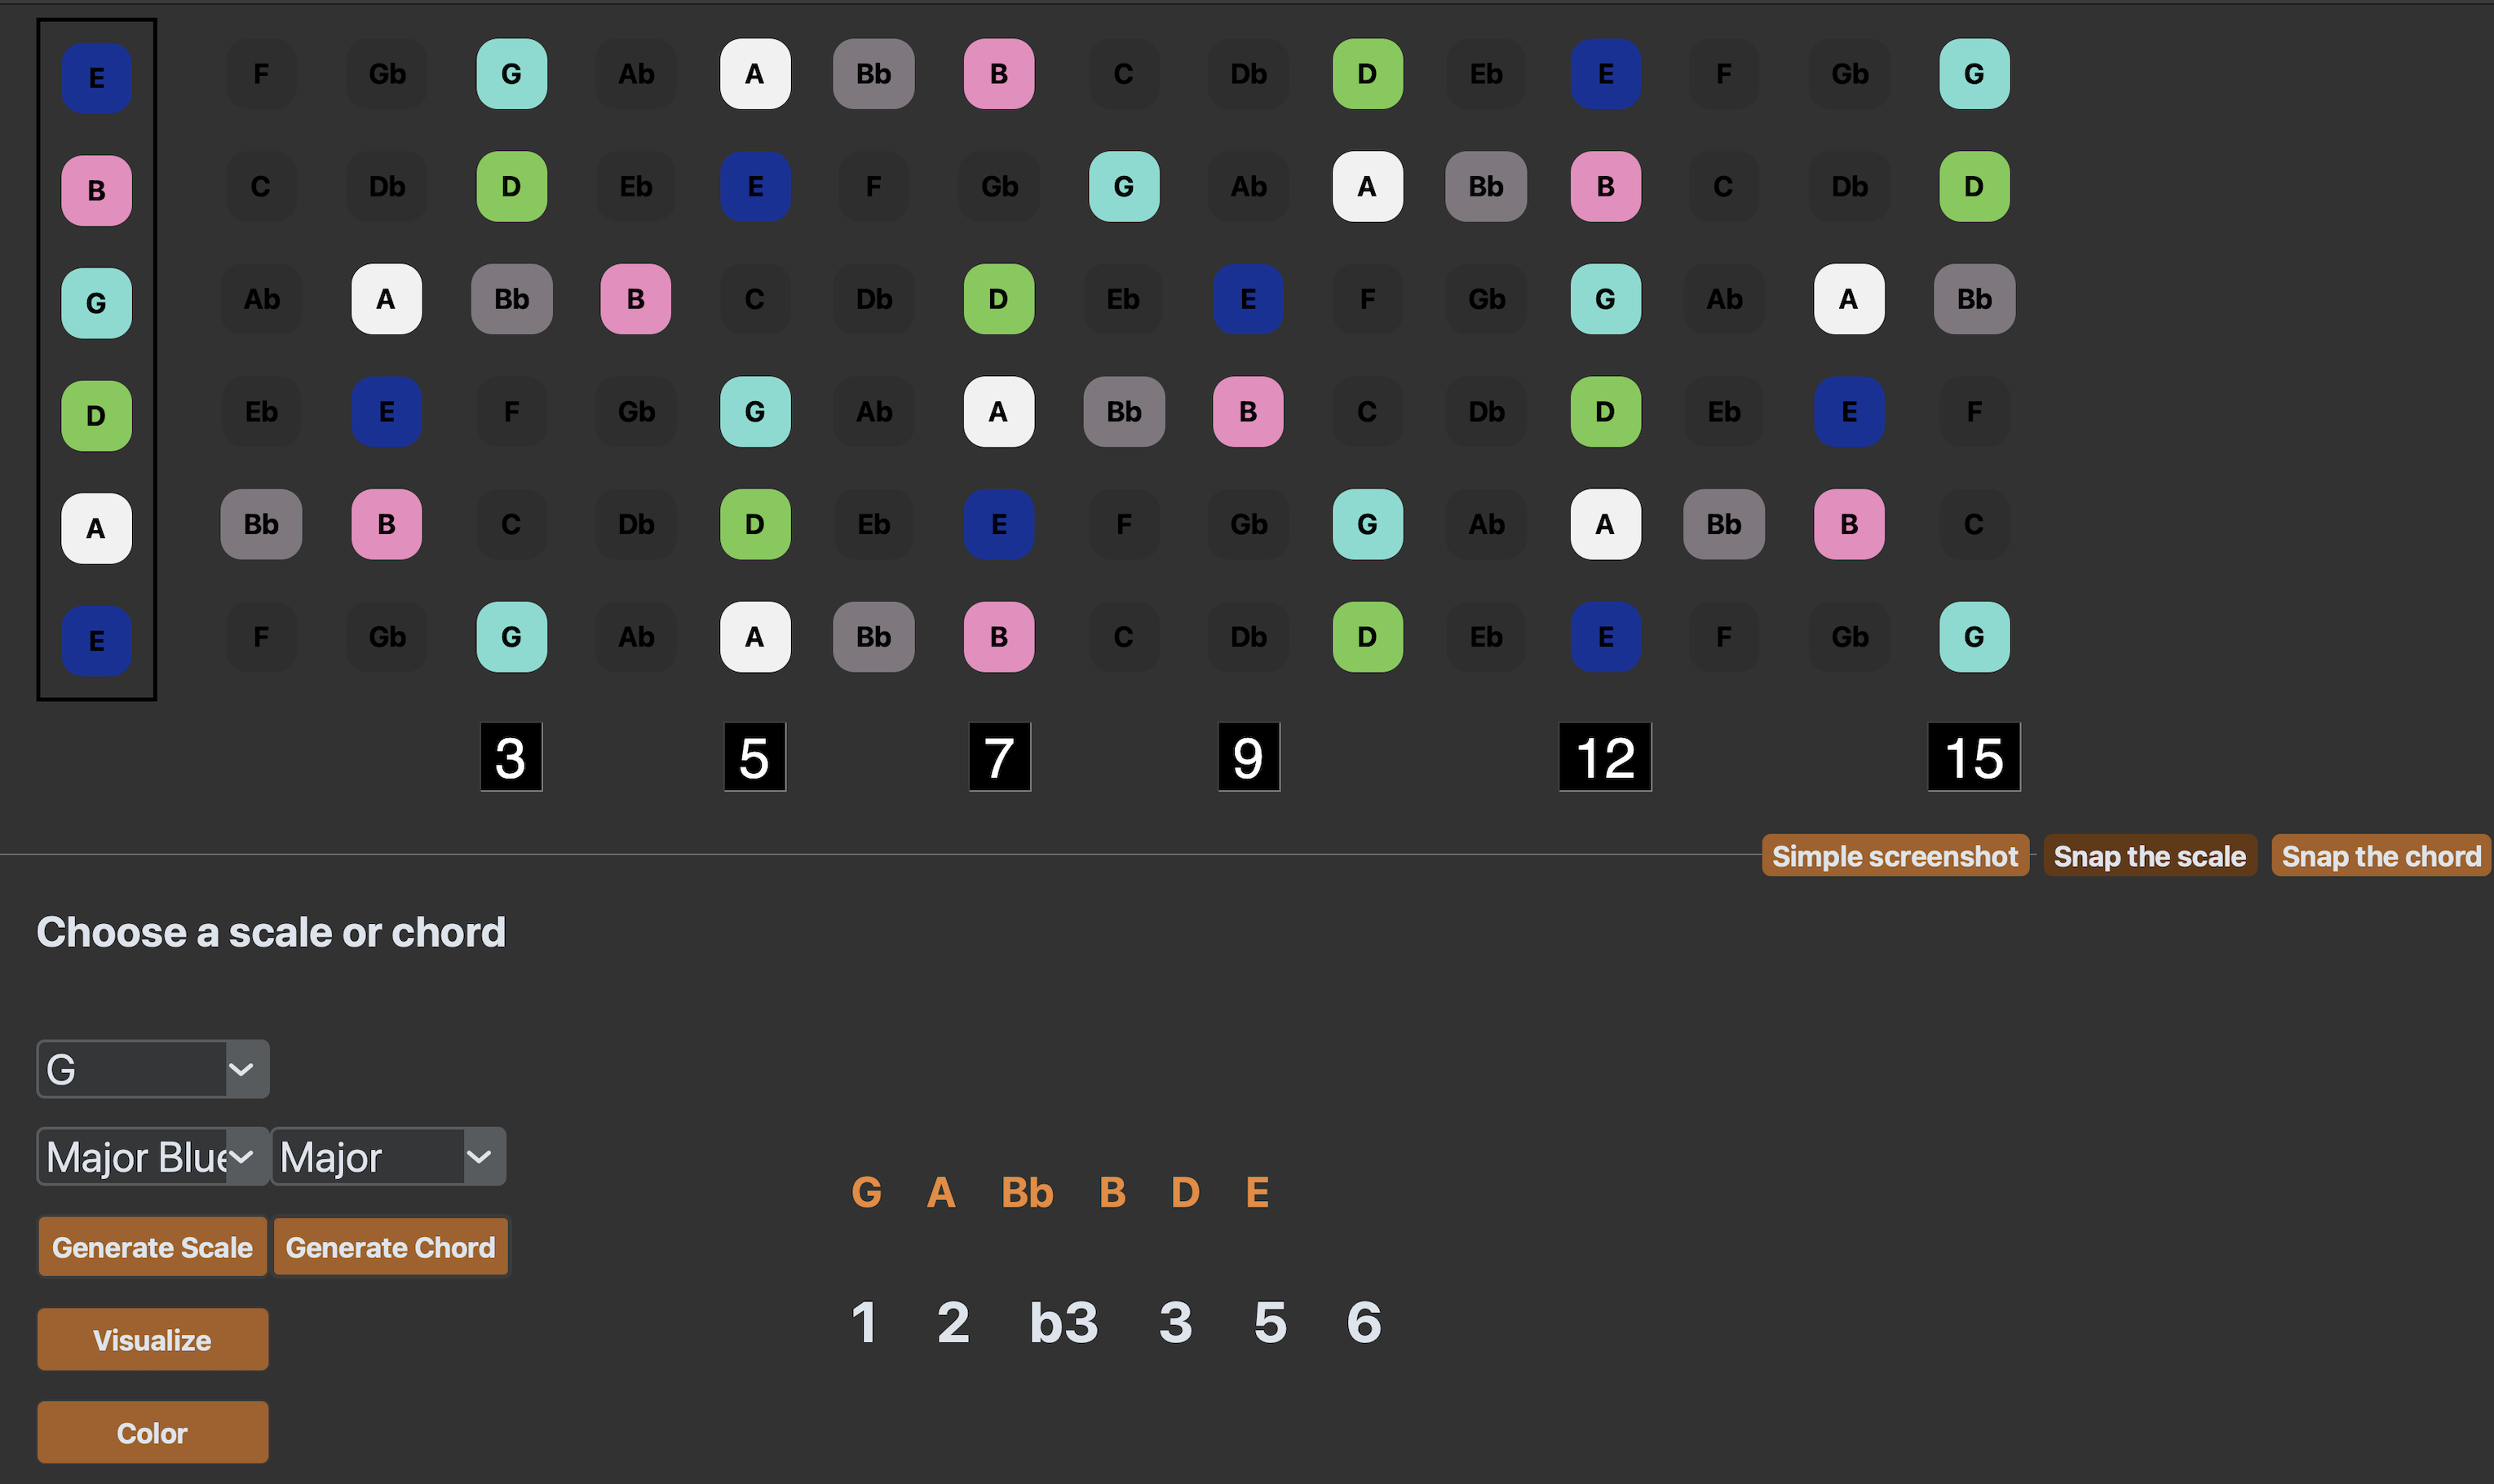 E F Gb G Ab A Bb B C Db D Eb E F Gb G
B C Db D Eb E F Gb G Ab A Bb B C Db D
G Ab A Bb B C Db D Eb E F Gb G Ab A Bb
D Eb E F Gb G Ab A Bb B C Db D Eb E F
A Bb B C Db D Eb E F Gb G Ab A Bb B C
E F Gb G Ab A Bb B C Db D Eb E F Gb G
3 5 7 9 12 15
Simple screenshot Snap the scale Snap the chord
Choose a scale or chord
G
Major Blue Major
G A Bb B D E
Generate Scale Generate Chord
1 2 b3 3 5 6
Visualize
Color